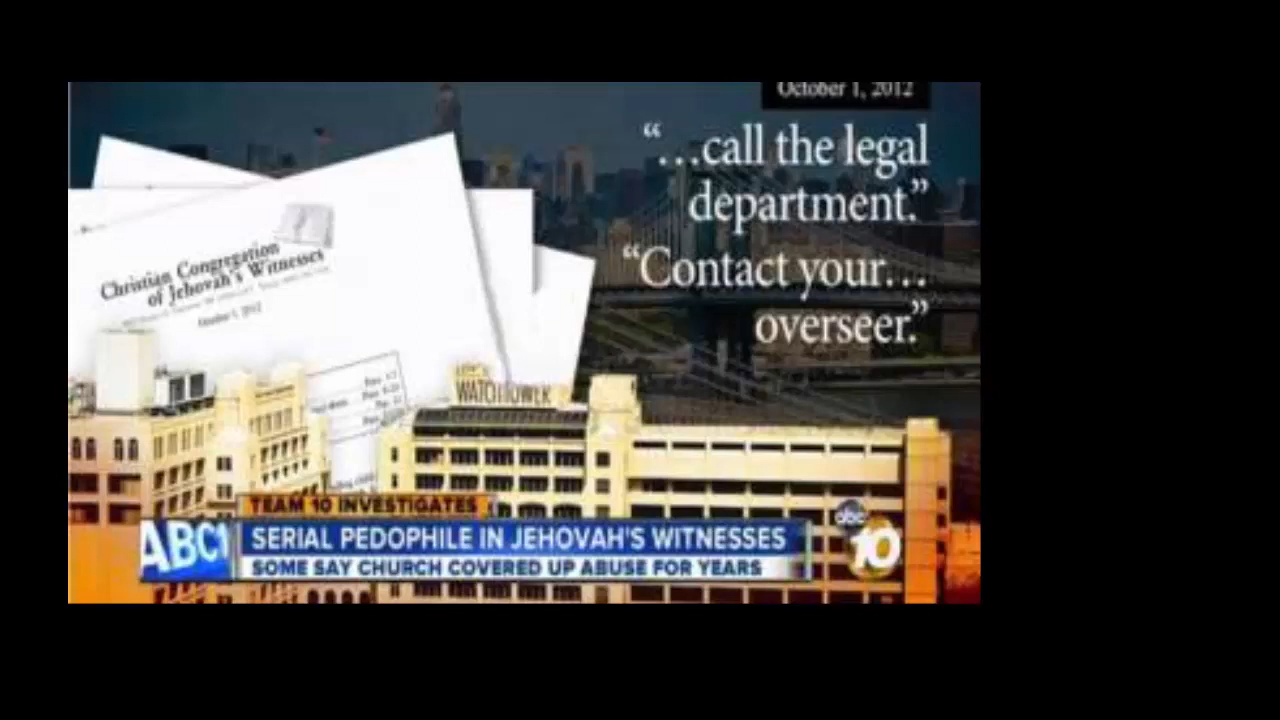 October 1, 2012
“…call the legal
department.”
“Contact your…
overseer.”
Christian Congregation
of Jehovah's Witnesses
October 1, 2012
WATCHTOWER
TEAM 10 INVESTIGATES
ABC1
SERIAL PEDOPHILE IN JEHOVAH'S WITNESSES
SOME SAY CHURCH COVERED UP ABUSE FOR YEARS
abc
10